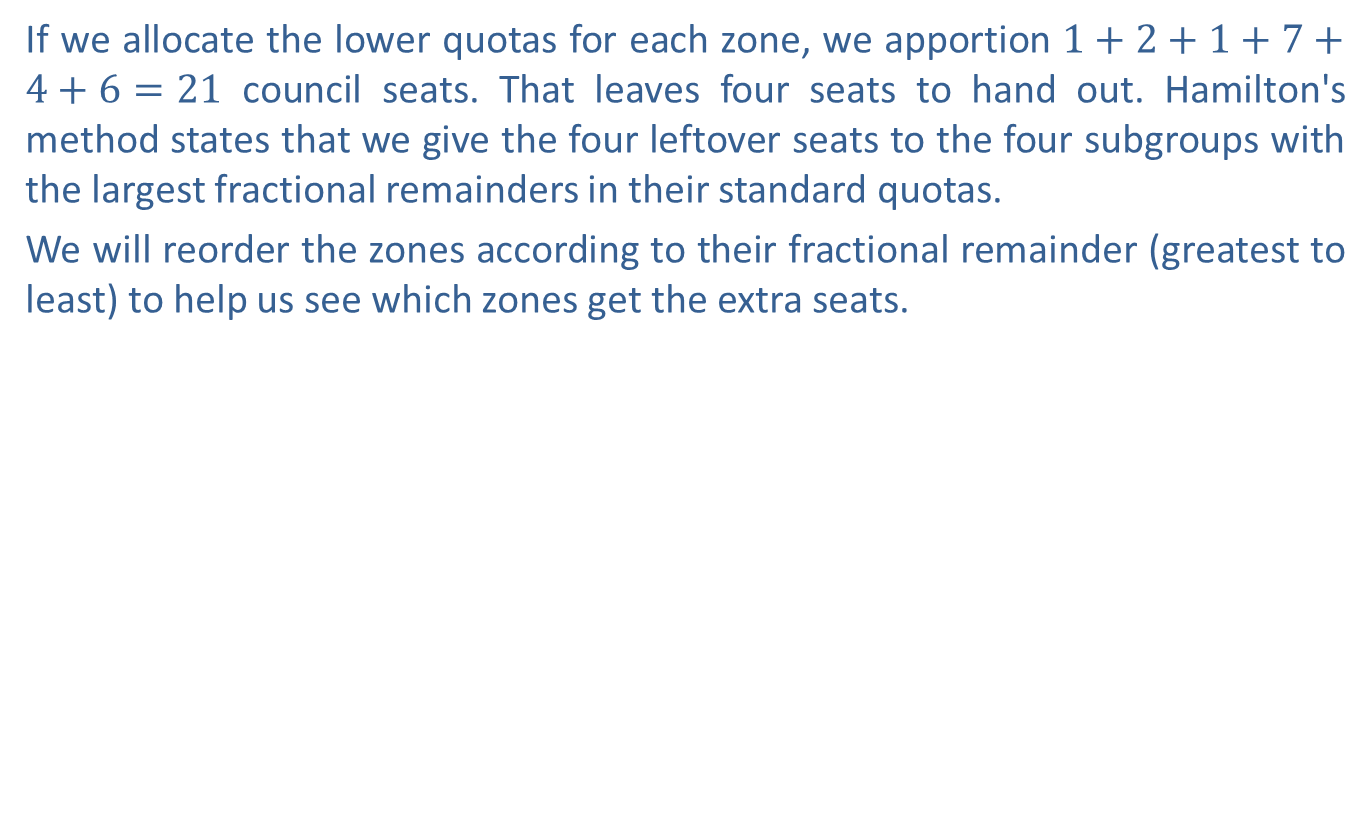 If we allocate the lower quotas for each zone, we apportion 1 + 2 + 1 + 7 +
4 + 6 = 21 council seats. That leaves four seats to hand out. Hamilton's
method states that we give the four leftover seats to the four subgroups with
the largest fractional remainders in their standard quotas.
We will reorder the zones according to their fractional remainder (greatest to
least) to help us see which zones get the extra seats.